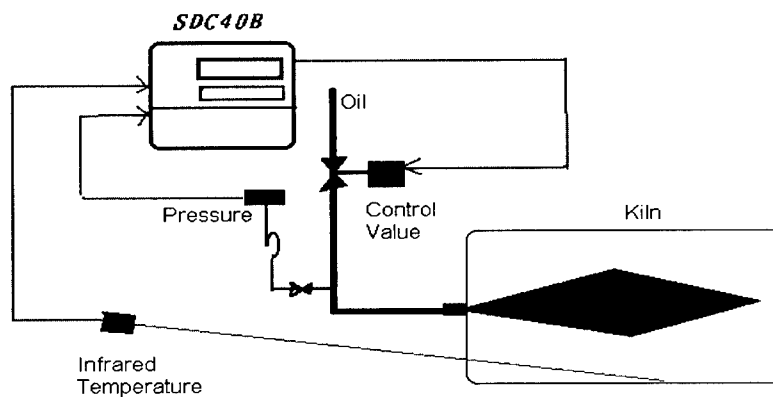 SDC40B
Oil
Pressure
Control
Value
Kiln
Infrared
Temperature